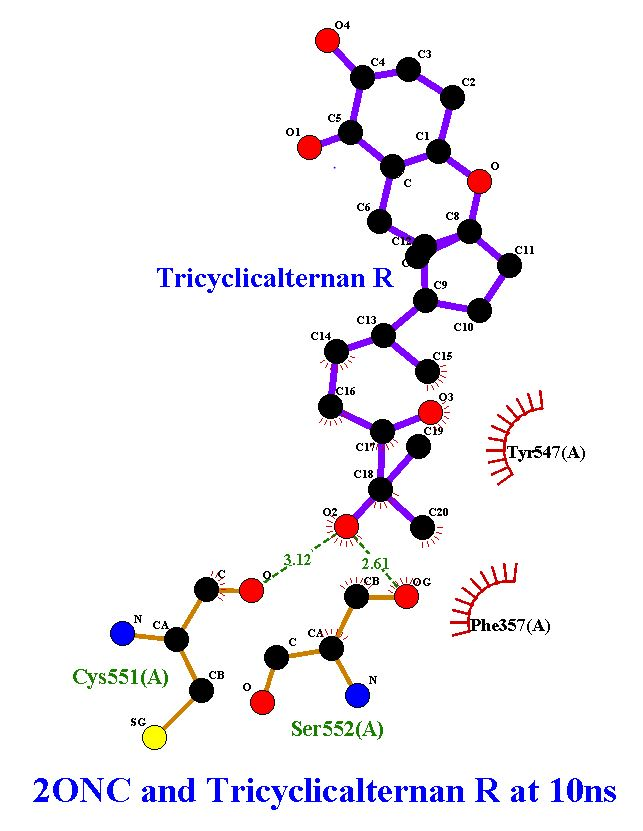 O4
C4
C3
C2
C5
O1
C1
C
O
C6
C8
C12
C
C11
Tricyclicalternan R
C9
C10
C13
C14
C15
C16
O3
C19
C17
Tyr547(A)
C18
O2
C20
3.12
2.61
C
O
CB
OG
N
CA
Phe357(A)
C
CA
Cys551(A)
CB
O
N
SG
Ser552(A)
2ONC and Tricyclicalternan R at 10ns